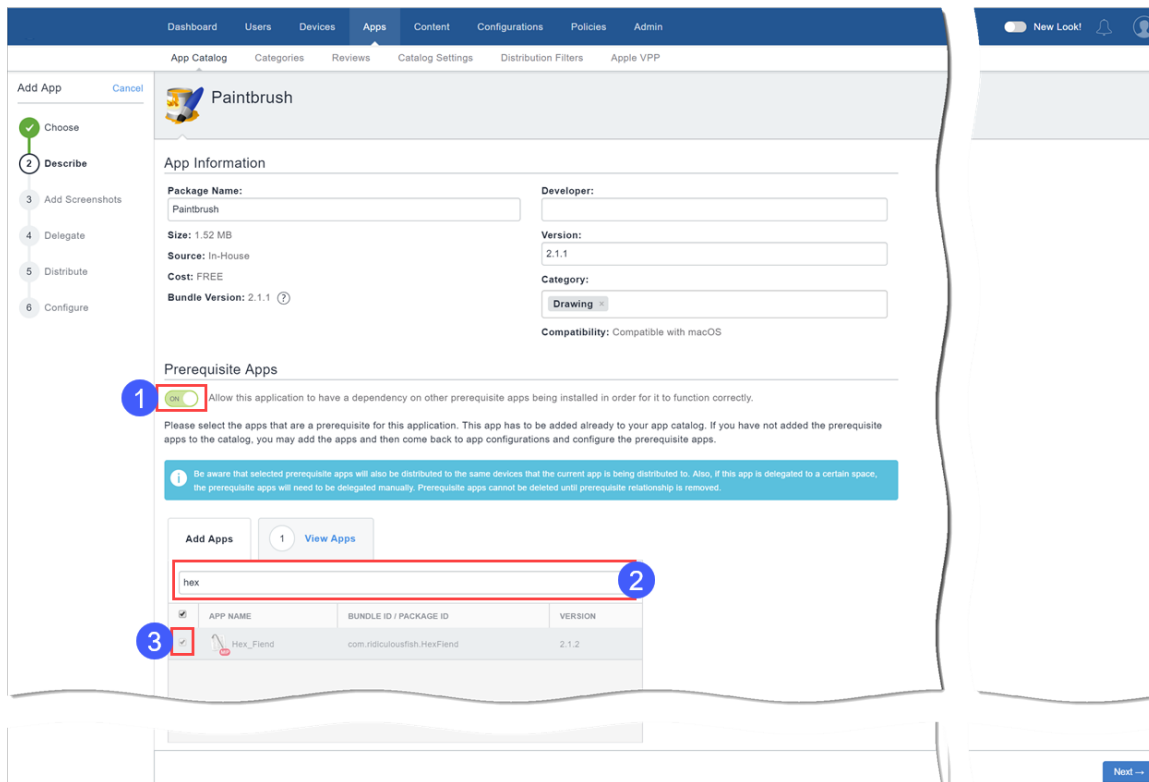 Dashboard Users Devices Apps Content Configurations Policies Admin New Look!
App Catalog Categories Reviews Catalog Settings Distribution Filters Apple VPP
Add App Cancel
Choose
2 Describe
3 Add Screenshots
4 Delegate
5 Distribute
6 Configure
Paintbrush
App Information
Package Name:
Paintbrush
Size: 1.52 MB
Source: In-House
Cost: FREE
Bundle Version: 2.1.1 ?
Developer:
Version:
2.1.1
Category:
Drawing ×
Compatibility: Compatible with macOS
Prerequisite Apps
1 ON Allow this application to have a dependency on other prerequisite apps being installed in order for it to function correctly.
Please select the apps that are a prerequisite for this application. This app has to be added already to your app catalog. If you have not added the prerequisite
apps to the catalog, you may add the apps and then come back to app configurations and configure the prerequisite apps.
i Be aware that selected prerequisite apps will also be distributed to the same devices that the current app is being distributed to. Also, if this app is delegated to a certain space,
the prerequisite apps will need to be delegated manually. Prerequisite apps cannot be deleted until prerequisite relationship is removed.
Add Apps 1 View Apps
hex 2
APP NAME BUNDLE ID / PACKAGE ID VERSION
3 Hex_Fiend com.ridiculousfish.HexFiend 2.1.2
Next →